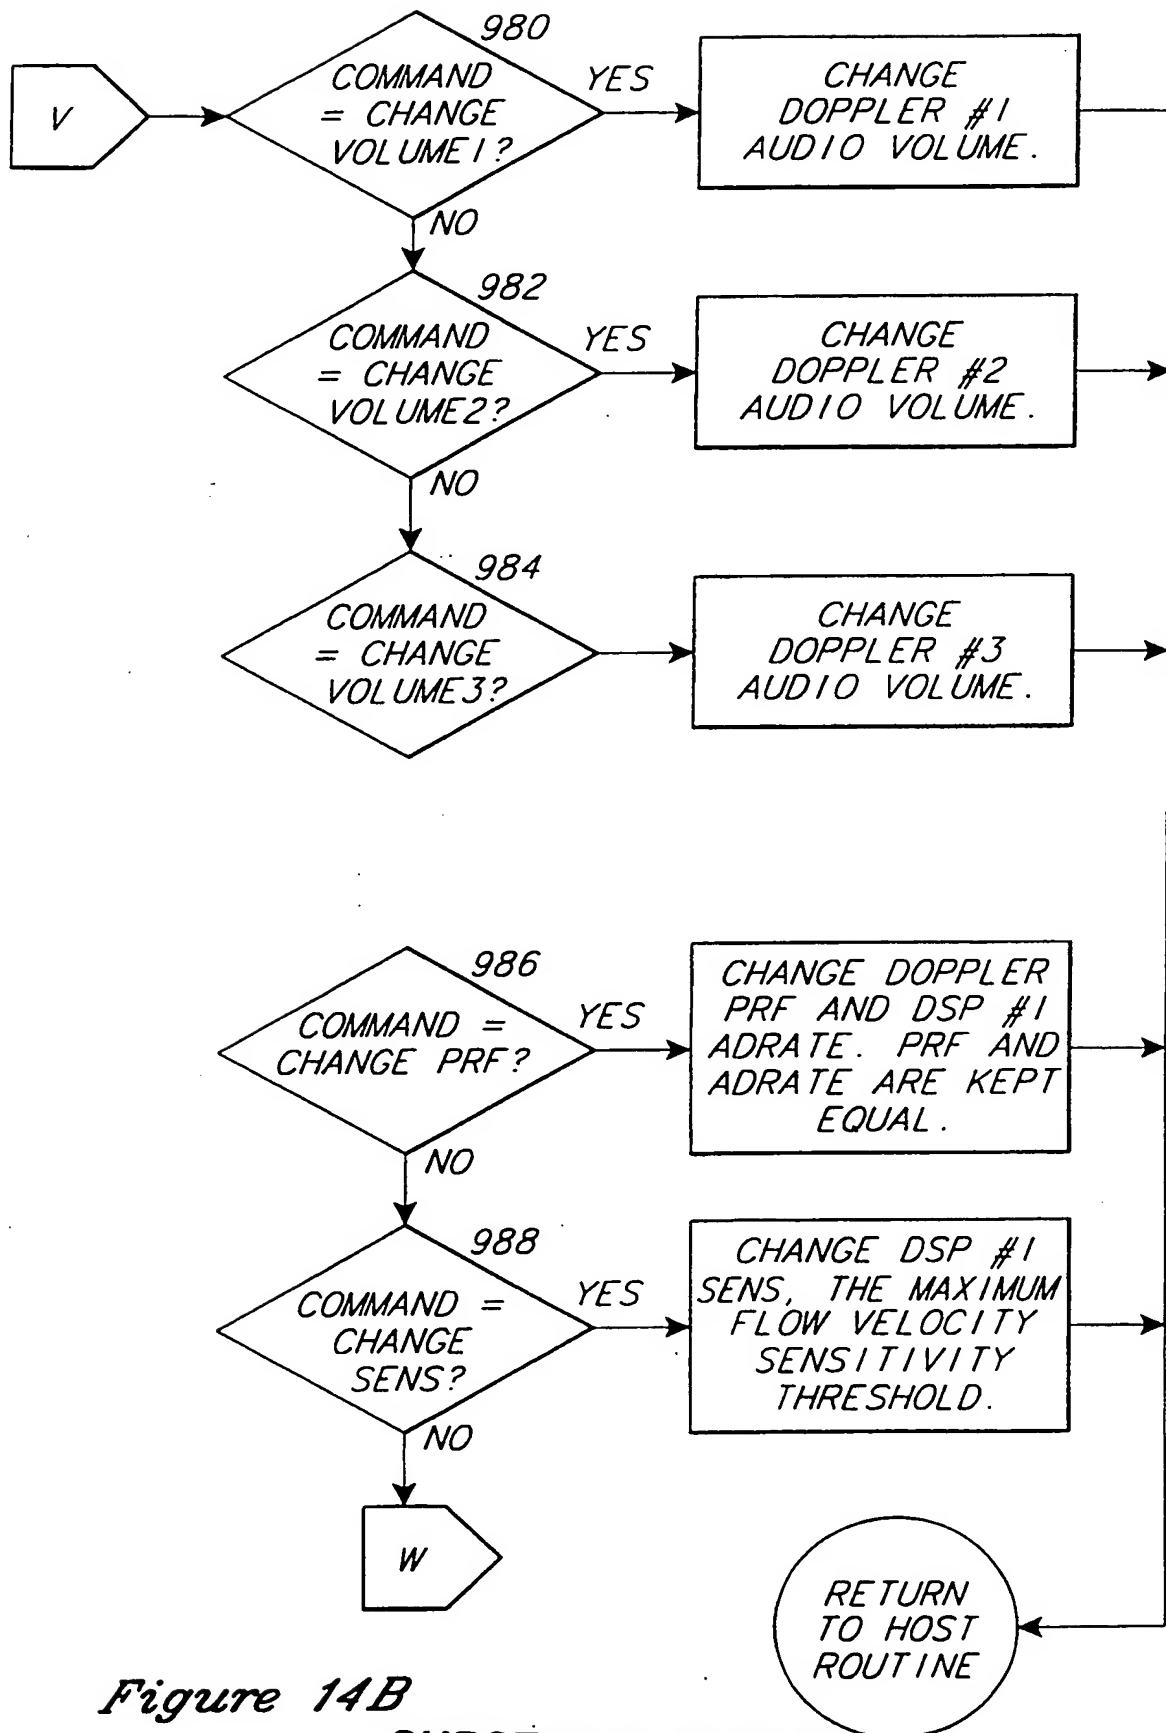 980
V
COMMAND
= CHANGE
VOLUME1?
YES
CHANGE
DOPPLER #1
AUDIO VOLUME.
NO
982
COMMAND
= CHANGE
VOLUME2?
YES
CHANGE
DOPPLER #2
AUDIO VOLUME.
NO
984
COMMAND
= CHANGE
VOLUME3?
CHANGE
DOPPLER #3
AUDIO VOLUME.
986
COMMAND =
CHANGE PRF?
YES
CHANGE DOPPLER
PRF AND DSP #1
ADRATE. PRF AND
ADRATE ARE KEPT
EQUAL.
NO
988
COMMAND =
CHANGE
SENS?
YES
CHANGE DSP #1
SENS, THE MAXIMUM
FLOW VELOCITY
SENSITIVITY
THRESHOLD.
NO
W
RETURN
TO HOST
ROUTINE
Figure 14B